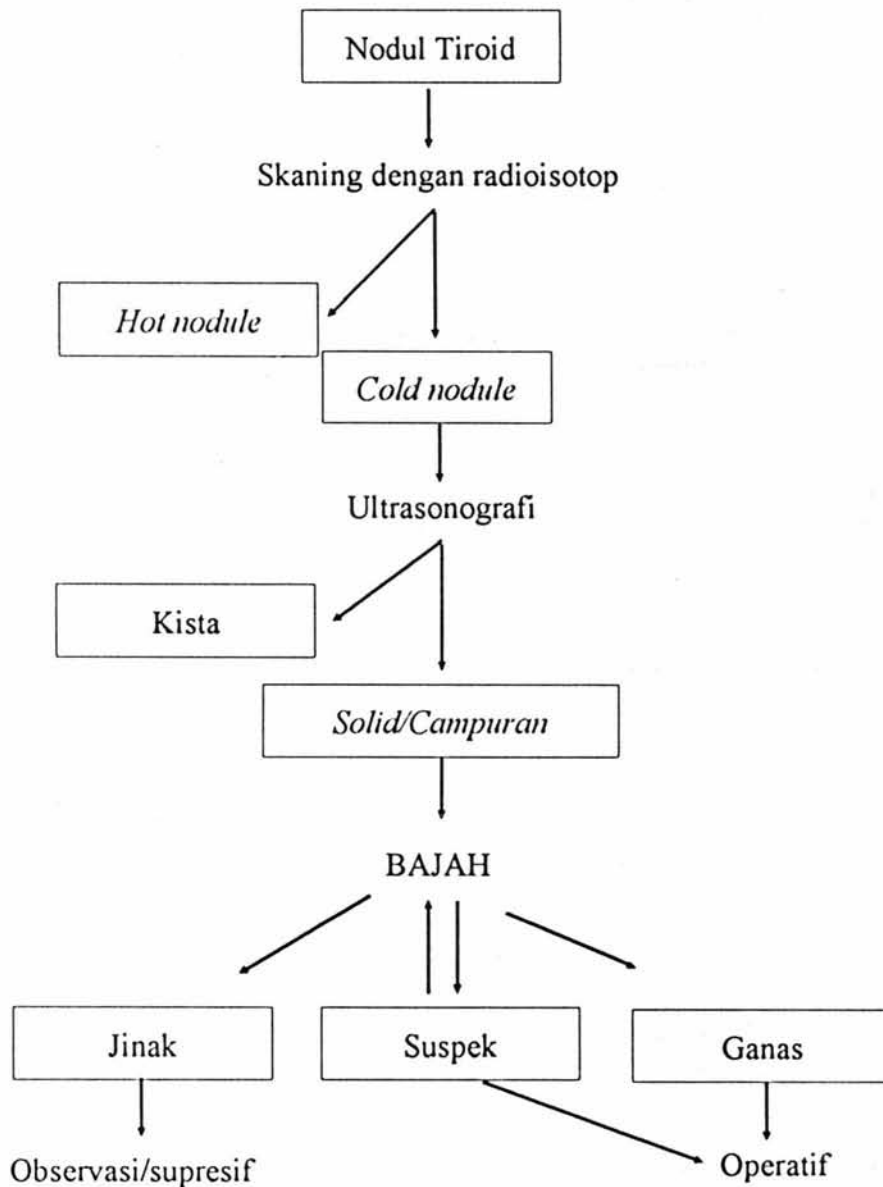 Nodul Tiroid
Skaning dengan radioisotop
Hot nodule
Cold nodule
Ultrasonografi
Kista
Solid/Campuran
BAJAH
Jinak
Suspek
Ganas
Observasi/supresif
Operatif